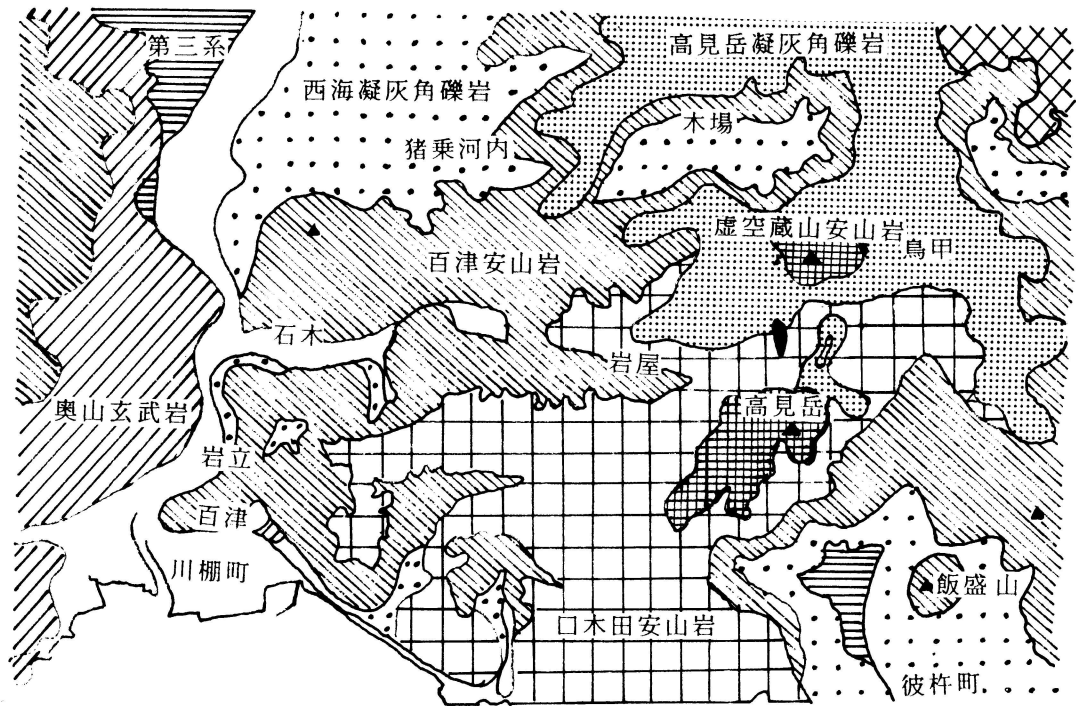 第三系
高見岳凝灰角礫岩
西海凝灰角礫岩
木場
猪乗河内
虚空蔵山安山岩
鳥甲
百津安山岩
石木
岩屋
高見岳
奥山玄武岩
岩立
百津
川棚町
飯盛山
口木田安山岩
彼杵町